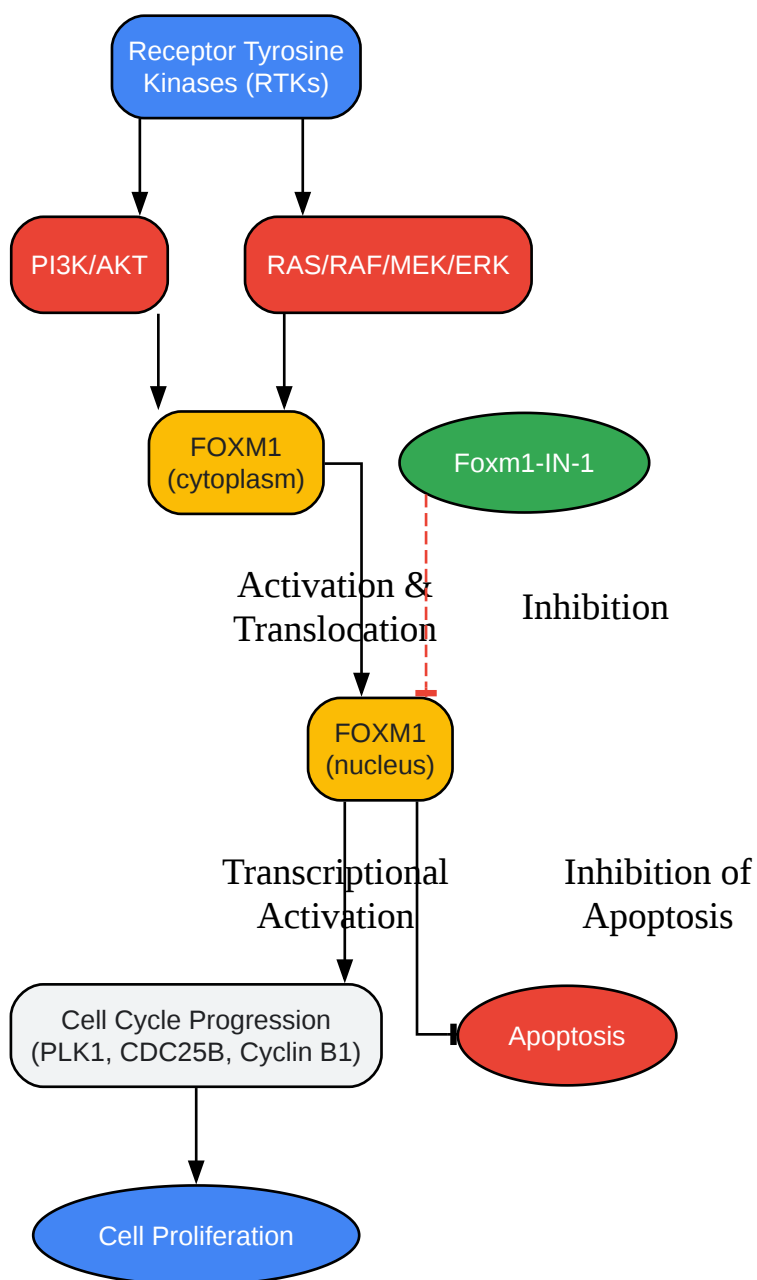 Receptor Tyrosine
Kinases (RTKs)
PI3K/AKT
RAS/RAF/MEK/ERK
FOXM1
(cytoplasm)
Foxm1-IN-1
Activation &
Translocation
Inhibition
FOXM1
(nucleus)
Transcriptional
Activation
Inhibition of
Apoptosis
Cell Cycle Progression
(PLK1, CDC25B, Cyclin B1)
Apoptosis
Cell Proliferation